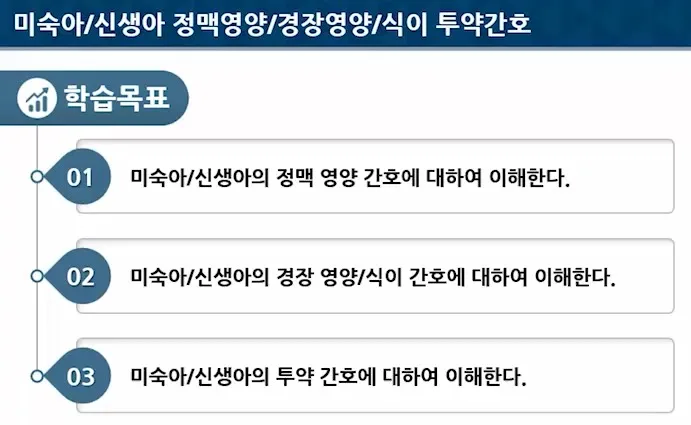 미숙아/신생아 정맥영양/경장영양/식이 투약간호
학습목표
01 미숙아/신생아의 정맥 영양 간호에 대하여 이해한다.
02 미숙아/신생아의 경장 영양/식이 간호에 대하여 이해한다.
03 미숙아/신생아의 투약 간호에 대하여 이해한다.